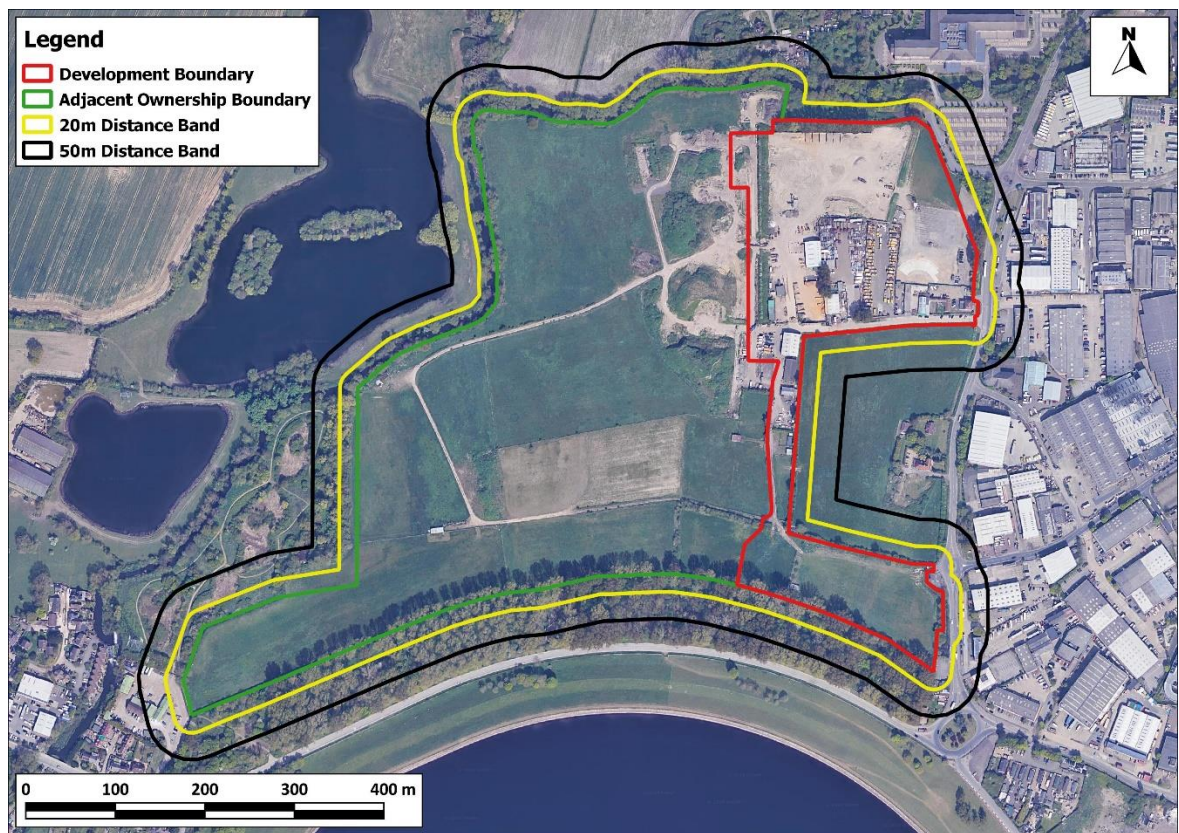 Legend
Development Boundary
Adjacent Ownership Boundary
20m Distance Band
50m Distance Band
N
0 100 200 300 400 m